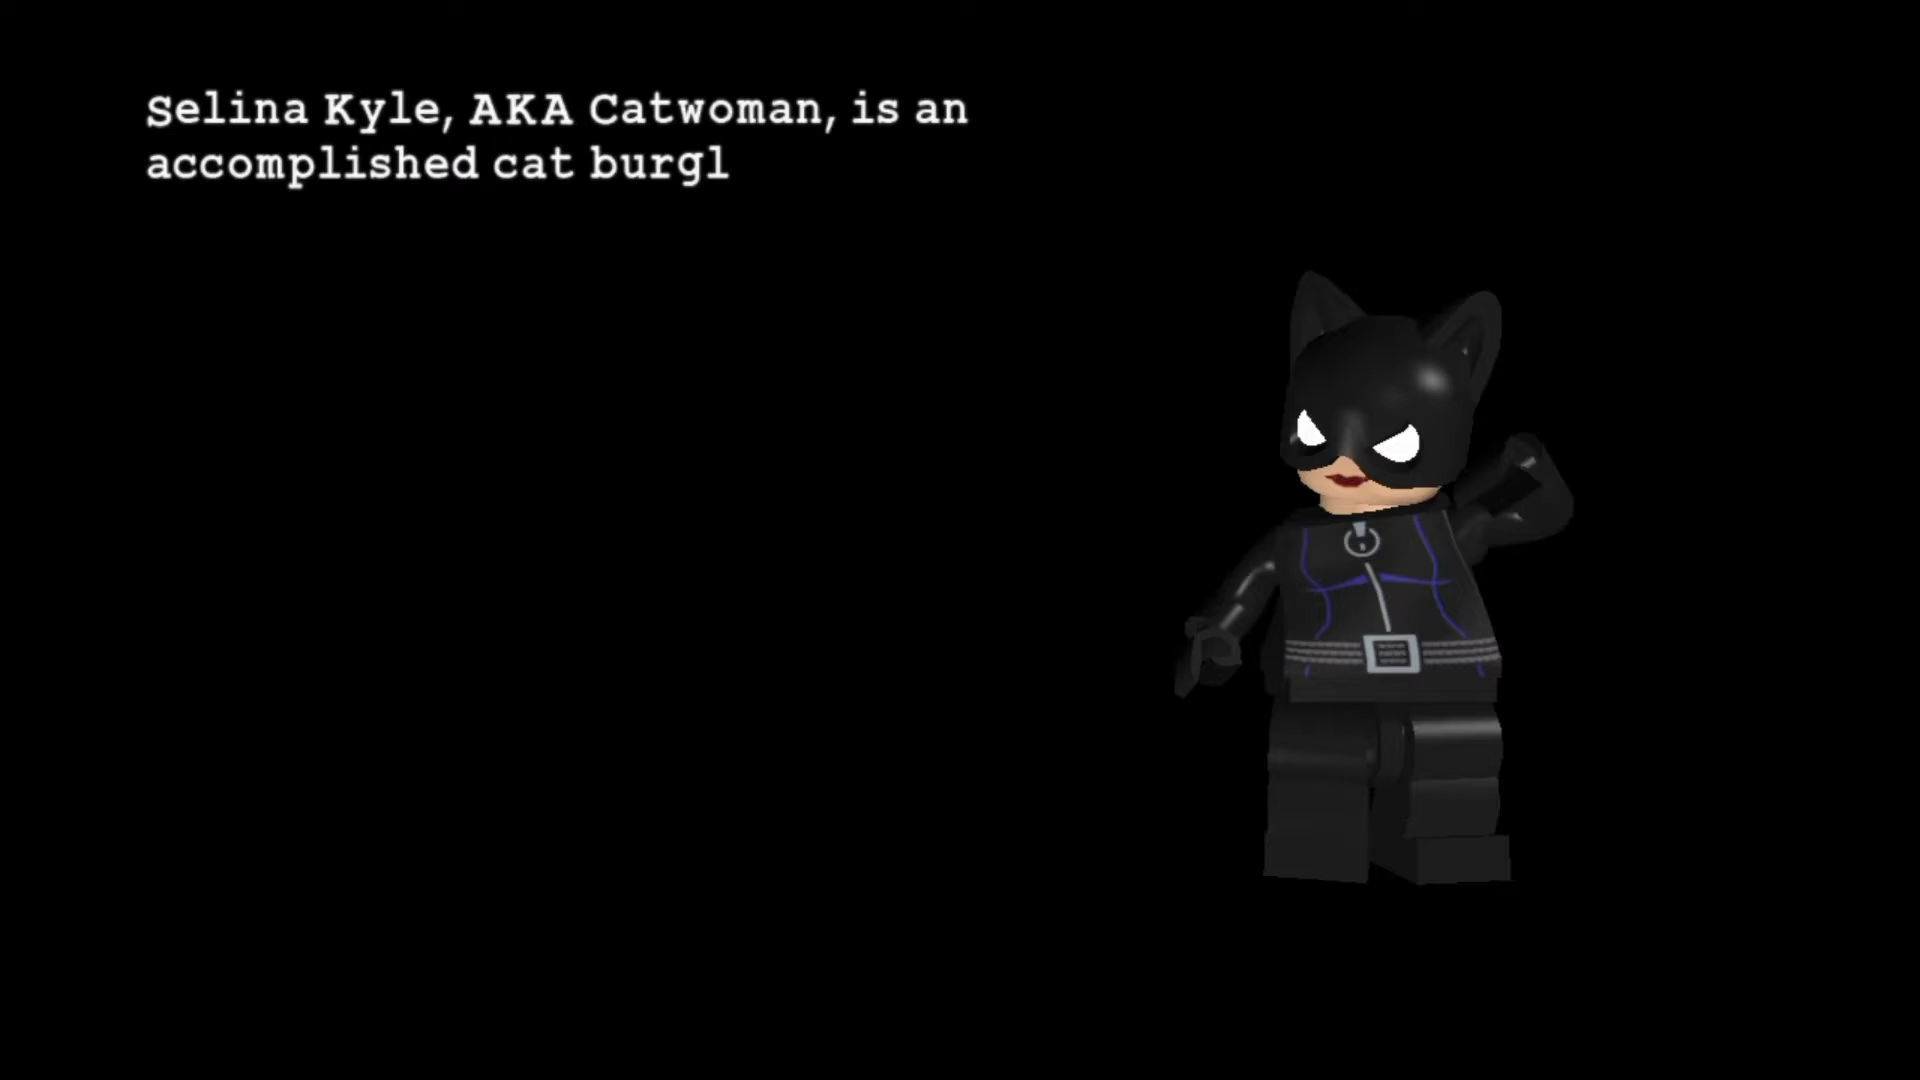 Selina Kyle, AKA Catwoman, is an
accomplished cat burgl